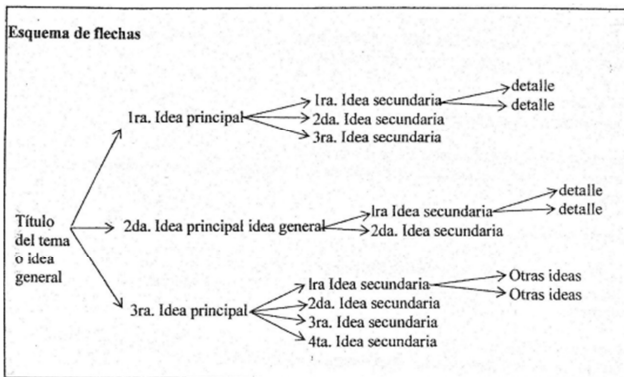 Esquema de flechas
1ra. Idea principal
1ra. Idea secundaria
detalle
detalle
2da. Idea secundaria
3ra. Idea secundaria
Título
del tema
o idea
general
2da. Idea principal idea general
1ra Idea secundaria
detalle
detalle
2da. Idea secundaria
3ra. Idea principal
1ra Idea secundaria
Otras ideas
Otras ideas
2da. Idea secundaria
3ra. Idea secundaria
4ta. Idea secundaria